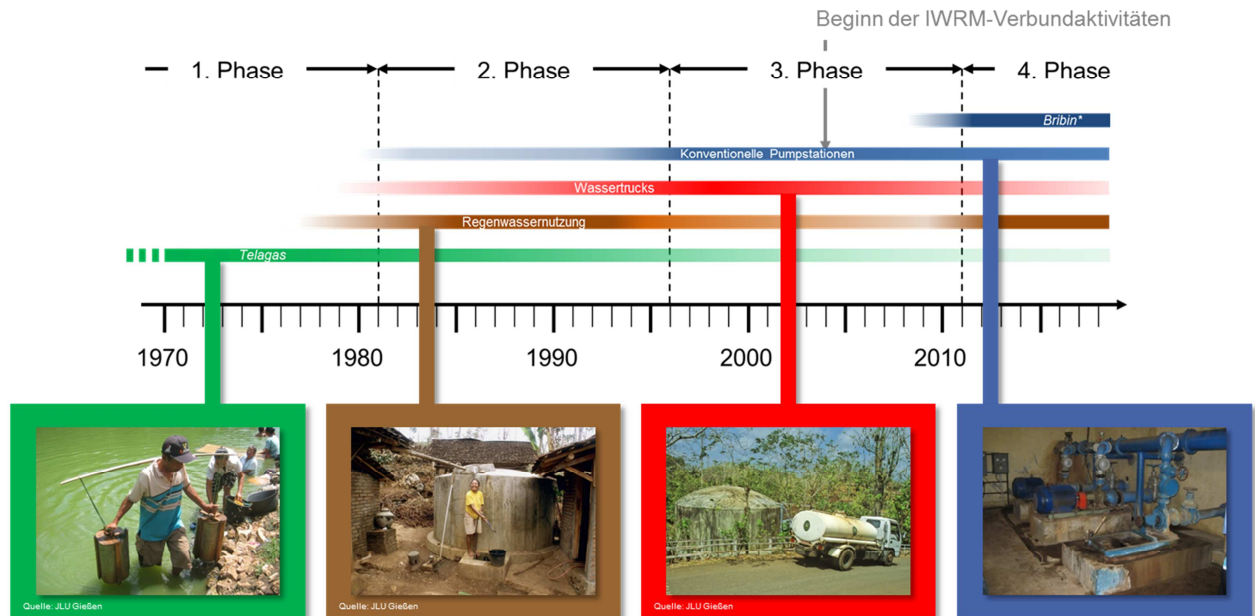 Beginn der IWRM-Verbundaktivitäten
1. Phase
2. Phase
3. Phase
4. Phase
Bribin*
Konventionelle Pumpstationen
Wassertrucks
Regenwassernutzung
Telagas
1970
1980
1990
2000
2010
Quelle: JLU Gießen
Quelle: JLU Gießen
Quelle: JLU Gießen